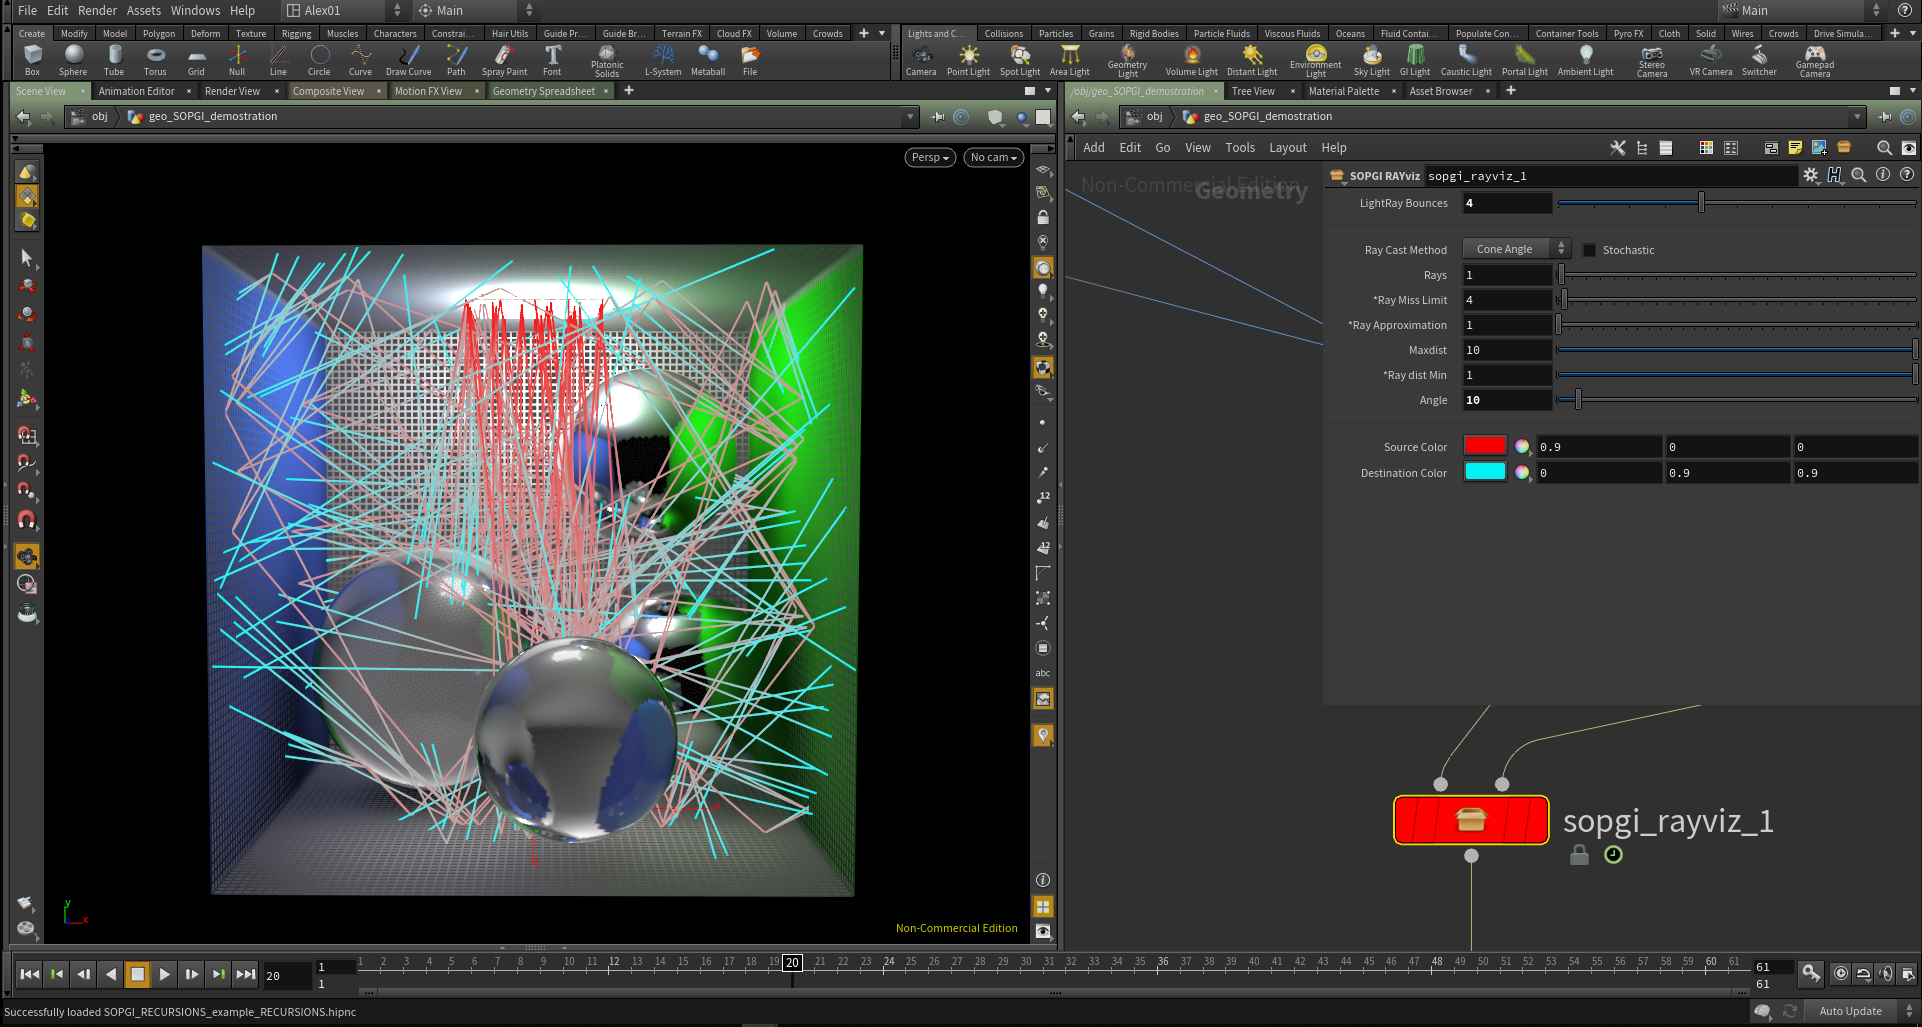 File Edit Render Assets Windows Help Alex01 Main Main
Create Modify Model Polygon Deform Texture Rigging Muscles Characters Constrai... Hair Utils Guide Pr... Guide Br... Terrain FX Cloud FX Volume Crowds
Lights and C... Collisions Particles Grains Rigid Bodies Particle Fluids Viscous Fluids Oceans Fluid Contai... Populate Con... Container Tools Pyro FX Cloth Solid Wires Crowds Drive Simula...
Box Sphere Tube Torus Grid Null Line Circle Curve Draw Curve Path Spray Paint Font Platonic Solids L-System Metaball File
Camera Point Light Spot Light Area Light Geometry Light Volume Light Distant Light Environment Light Sky Light GI Light Caustic Light Portal Light Ambient Light Stereo Camera VR Camera Switcher Gamepad Camera
Scene View Animation Editor Render View Composite View Motion FX View Geometry Spreadsheet
/obj/geo_SOPGI_demostration Tree View Material Palette Asset Browser
obj geo_SOPGI_demostration
obj geo_SOPGI_demostration
Add Edit Go View Tools Layout Help
Persp No cam
Non-Commercial Edition
Geometry
SOPGI RAYviz sopgi_rayviz_1
LightRay Bounces 4
Ray Cast Method Cone Angle Stochastic
Rays 1
*Ray Miss Limit 4
*Ray Approximation 1
Maxdist 10
*Ray dist Min 1
Angle 10
Source Color 0.9 0 0
Destination Color 0 0.9 0.9
12
12
abc
sopgi_rayviz_1
y
x
Non-Commercial Edition
20
1
1
1 2 3 4 5 6 7 8 9 10 11 12 13 14 15 16 17 18 19 20 21 22 23 24 25 26 27 28 29 30 31 32 33 34 35 36 37 38 39 40 41 42 43 44 45 46 47 48 49 50 51 52 53 54 55 56 57 58 59 60 61
61
61
Successfully loaded SOPGI_RECURSIONS_example_RECURSIONS.hipnc
Auto Update